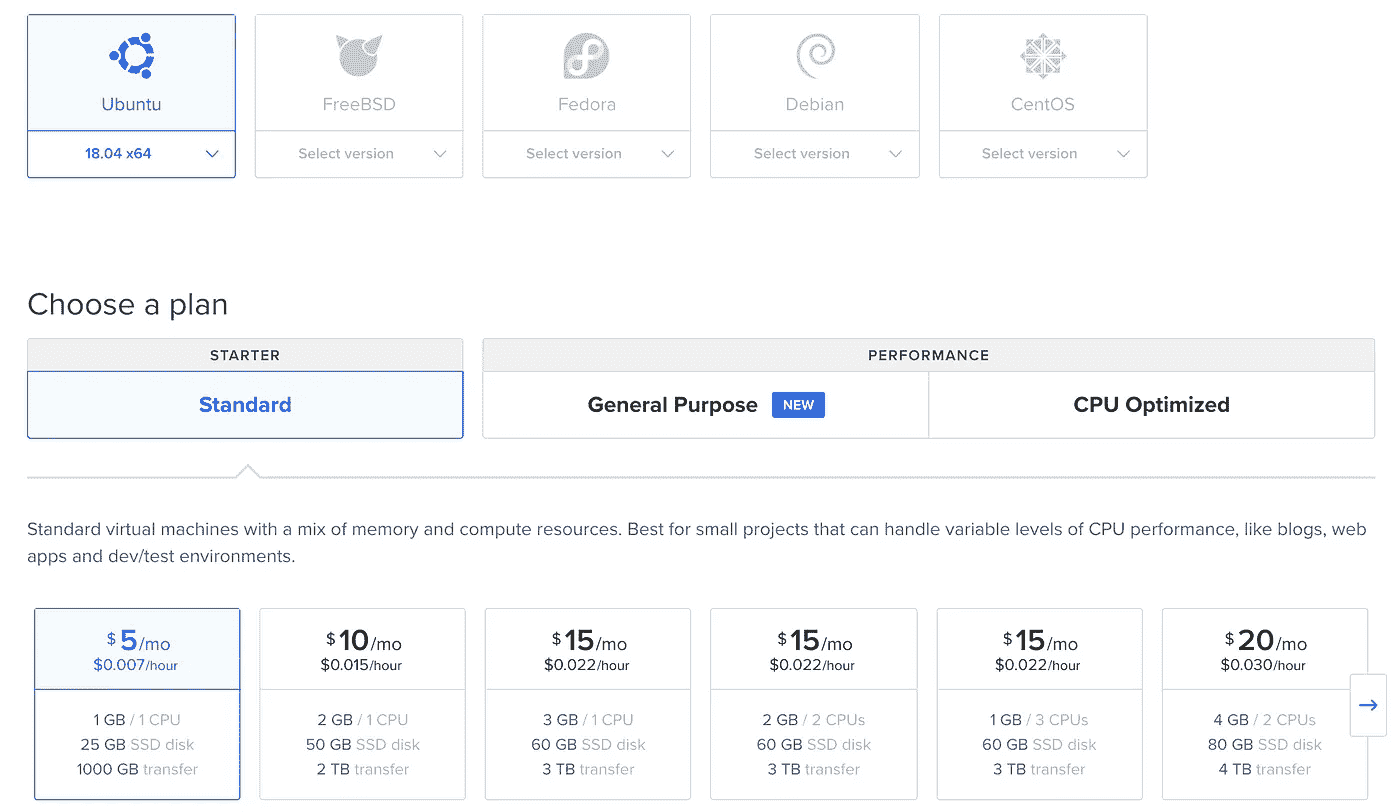 Ubuntu FreeBSD Fedora Debian CentOS
18.04 x64 Select version Select version Select version Select version
Choose a plan
STARTER PERFORMANCE
Standard General Purpose NEW CPU Optimized
Standard virtual machines with a mix of memory and compute resources. Best for small projects that can handle variable levels of CPU performance, like blogs, web
apps and dev/test environments.
$ 5/mo $ 10/mo $ 15/mo $ 15/mo $ 15/mo $ 20/mo
$0.007/hour $0.015/hour $0.022/hour $0.022/hour $0.022/hour $0.030/hour
1 GB / 1 CPU 2 GB / 1 CPU 3 GB / 1 CPU 2 GB / 2 CPUs 1 GB / 3 CPUs 4 GB / 2 CPUs
25 GB SSD disk 50 GB SSD disk 60 GB SSD disk 60 GB SSD disk 60 GB SSD disk 80 GB SSD disk
1000 GB transfer 2 TB transfer 3 TB transfer 3 TB transfer 3 TB transfer 4 TB transfer